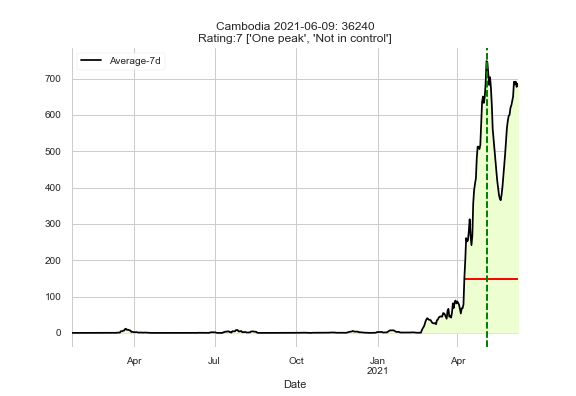 Cambodia 2021-06-09: 36240
Rating:7 ['One peak', 'Not in control']
Average-7d
700
600
500
400
300
200
100
0
Apr
Jul
Oct
Jan
2021
Apr
Date